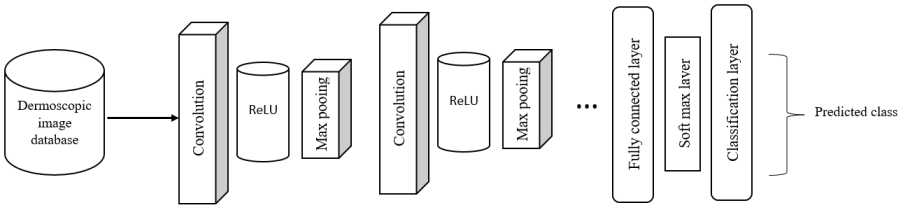 Dermoscopic
image
database
Convolution
ReLU
Max pooing
Convolution
ReLU
Max pooing
...
Fully connected layer
Soft max laver
Classification layer
Predicted class